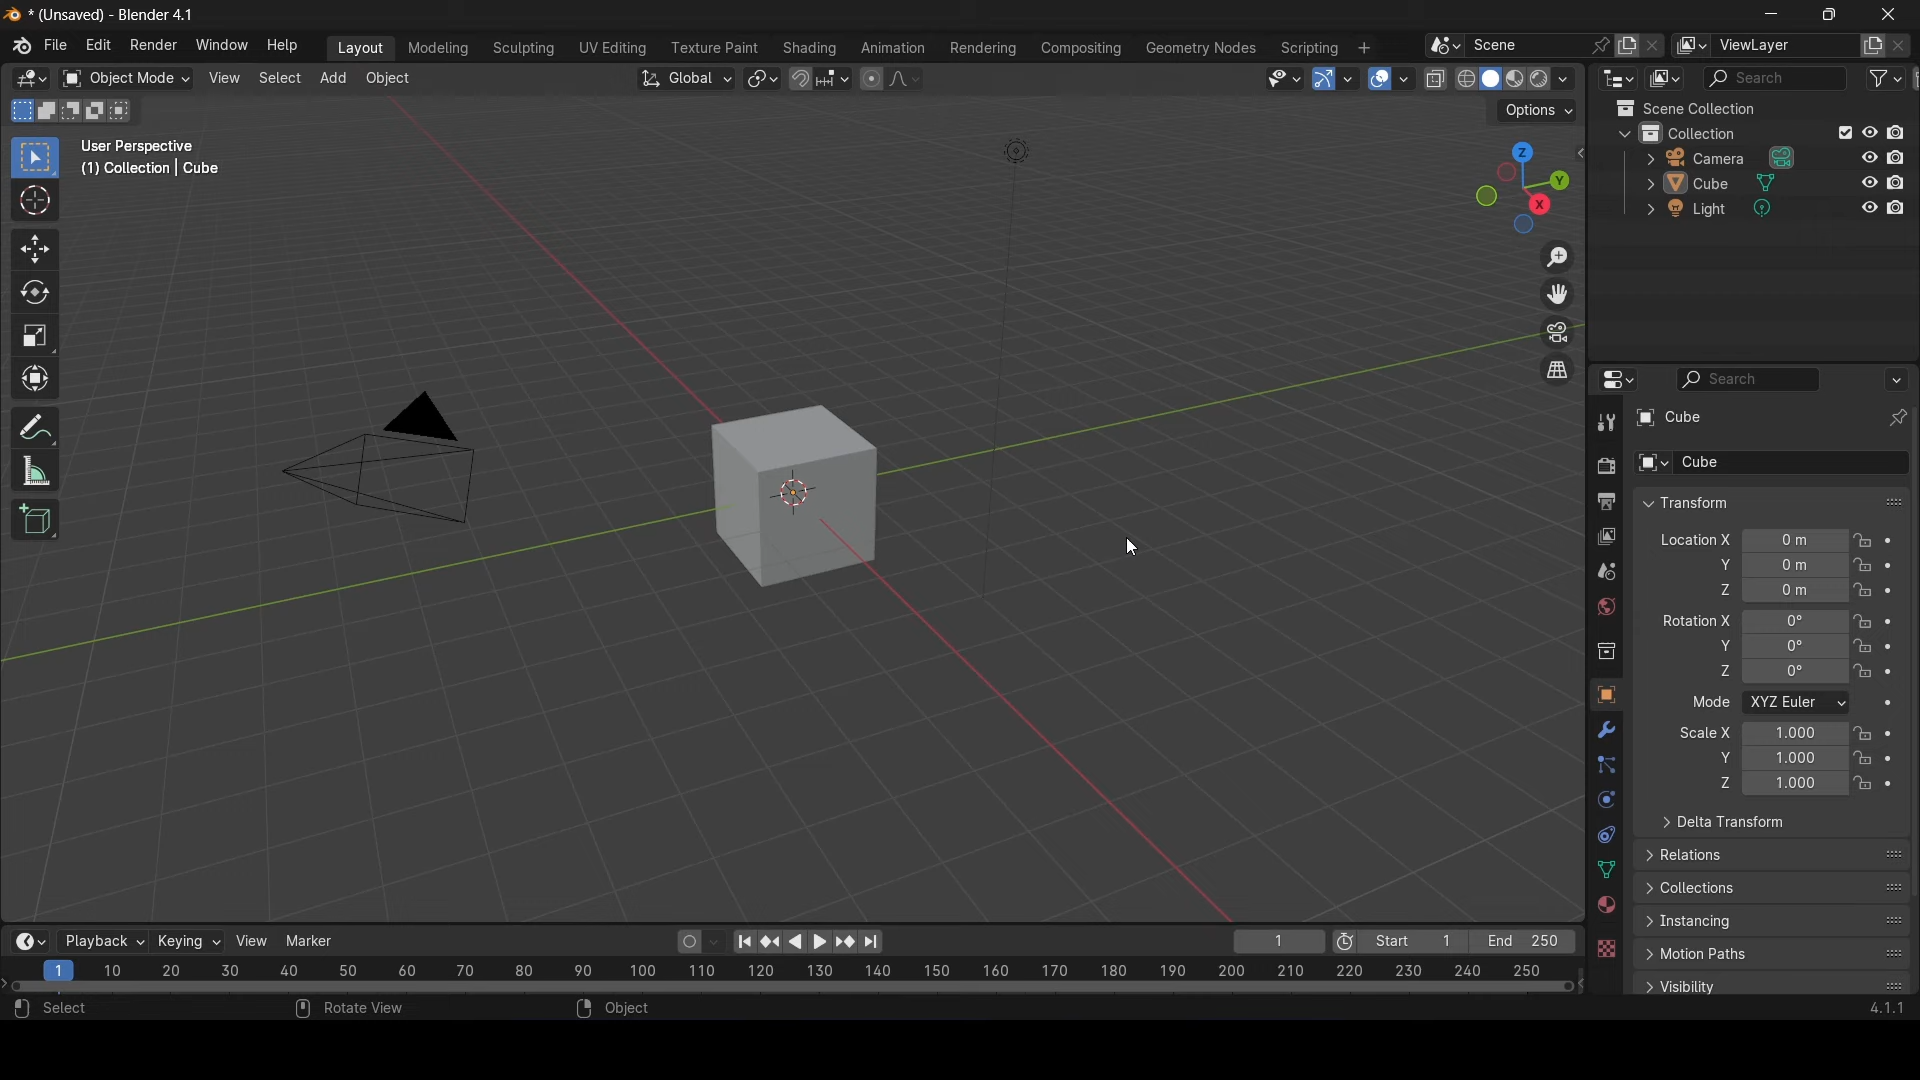 * (Unsaved) - Blender 4.1
File Edit Render Window Help Layout Modeling Sculpting UV Editing Texture Paint Shading Animation Rendering Compositing Geometry Nodes Scripting + Scene ViewLayer
Object Mode View Select Add Object Global Search
Options
User Perspective
(1) Collection | Cube
Z
Y
X
Scene Collection
Collection
Camera
Cube
Light
Search
Cube
Cube
Transform
Location X 0 m
Y 0 m
Z 0 m
Rotation X 0°
Y 0°
Z 0°
Mode XYZ Euler
Scale X 1.000
Y 1.000
Z 1.000
Delta Transform
Relations
Collections
Instancing
Motion Paths
Visibility
Playback Keying View Marker 1 Start 1 End 250
1 10 20 30 40 50 60 70 80 90 100 110 120 130 140 150 160 170 180 190 200 210 220 230 240 250
Select Rotate View Object 4.1.1